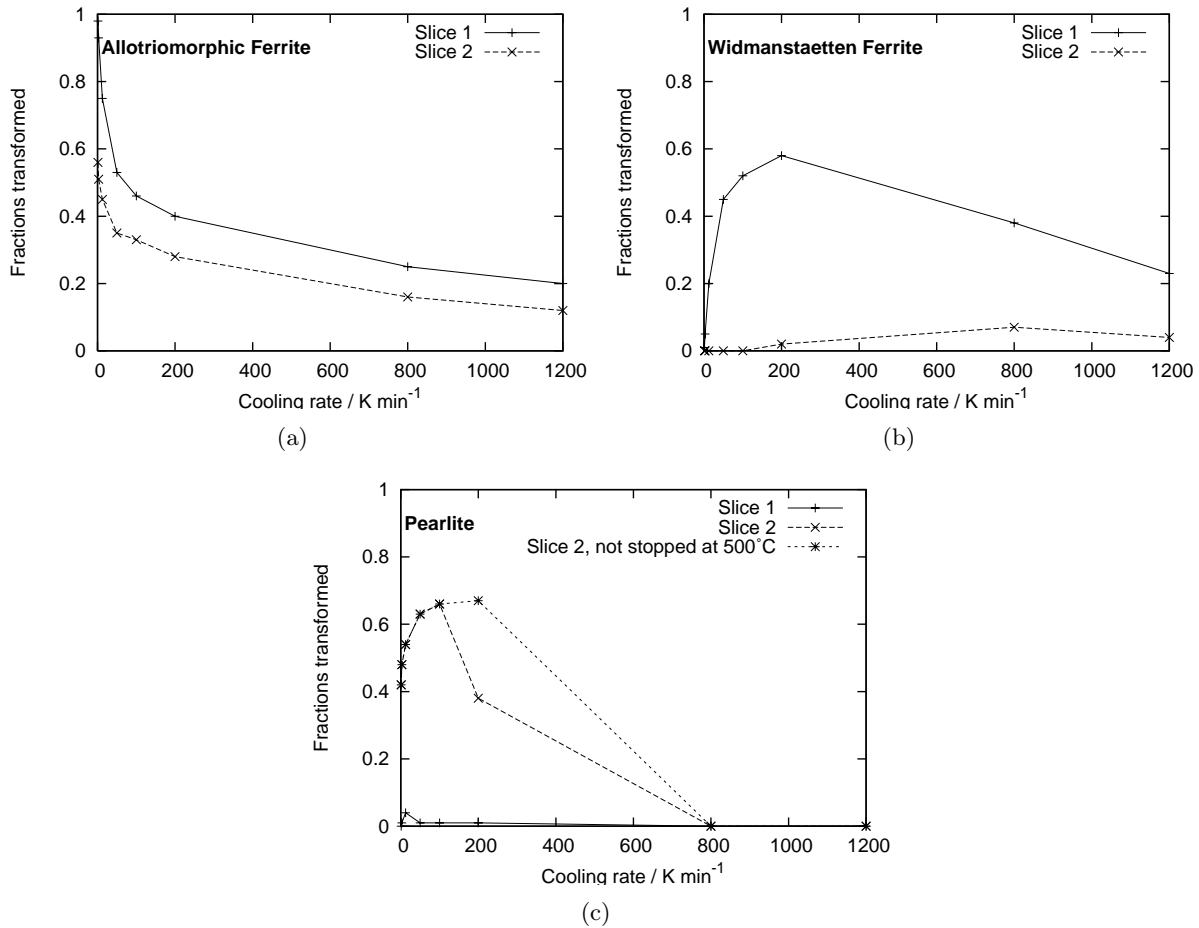 Allotriomorphic Ferrite
Slice 1
Slice 2
1
0.8
0.6
0.4
0.2
0
Fractions transformed
0 200 400 600 800 1000 1200
Cooling rate / K min-1
(a)
Widmanstaetten Ferrite
Slice 1
Slice 2
1
0.8
0.6
0.4
0.2
0
Fractions transformed
0 200 400 600 800 1000 1200
Cooling rate / K min-1
(b)
Pearlite
Slice 1
Slice 2
Slice 2, not stopped at 500°C
1
0.8
0.6
0.4
0.2
0
Fractions transformed
0 200 400 600 800 1000 1200
Cooling rate / K min-1
(c)